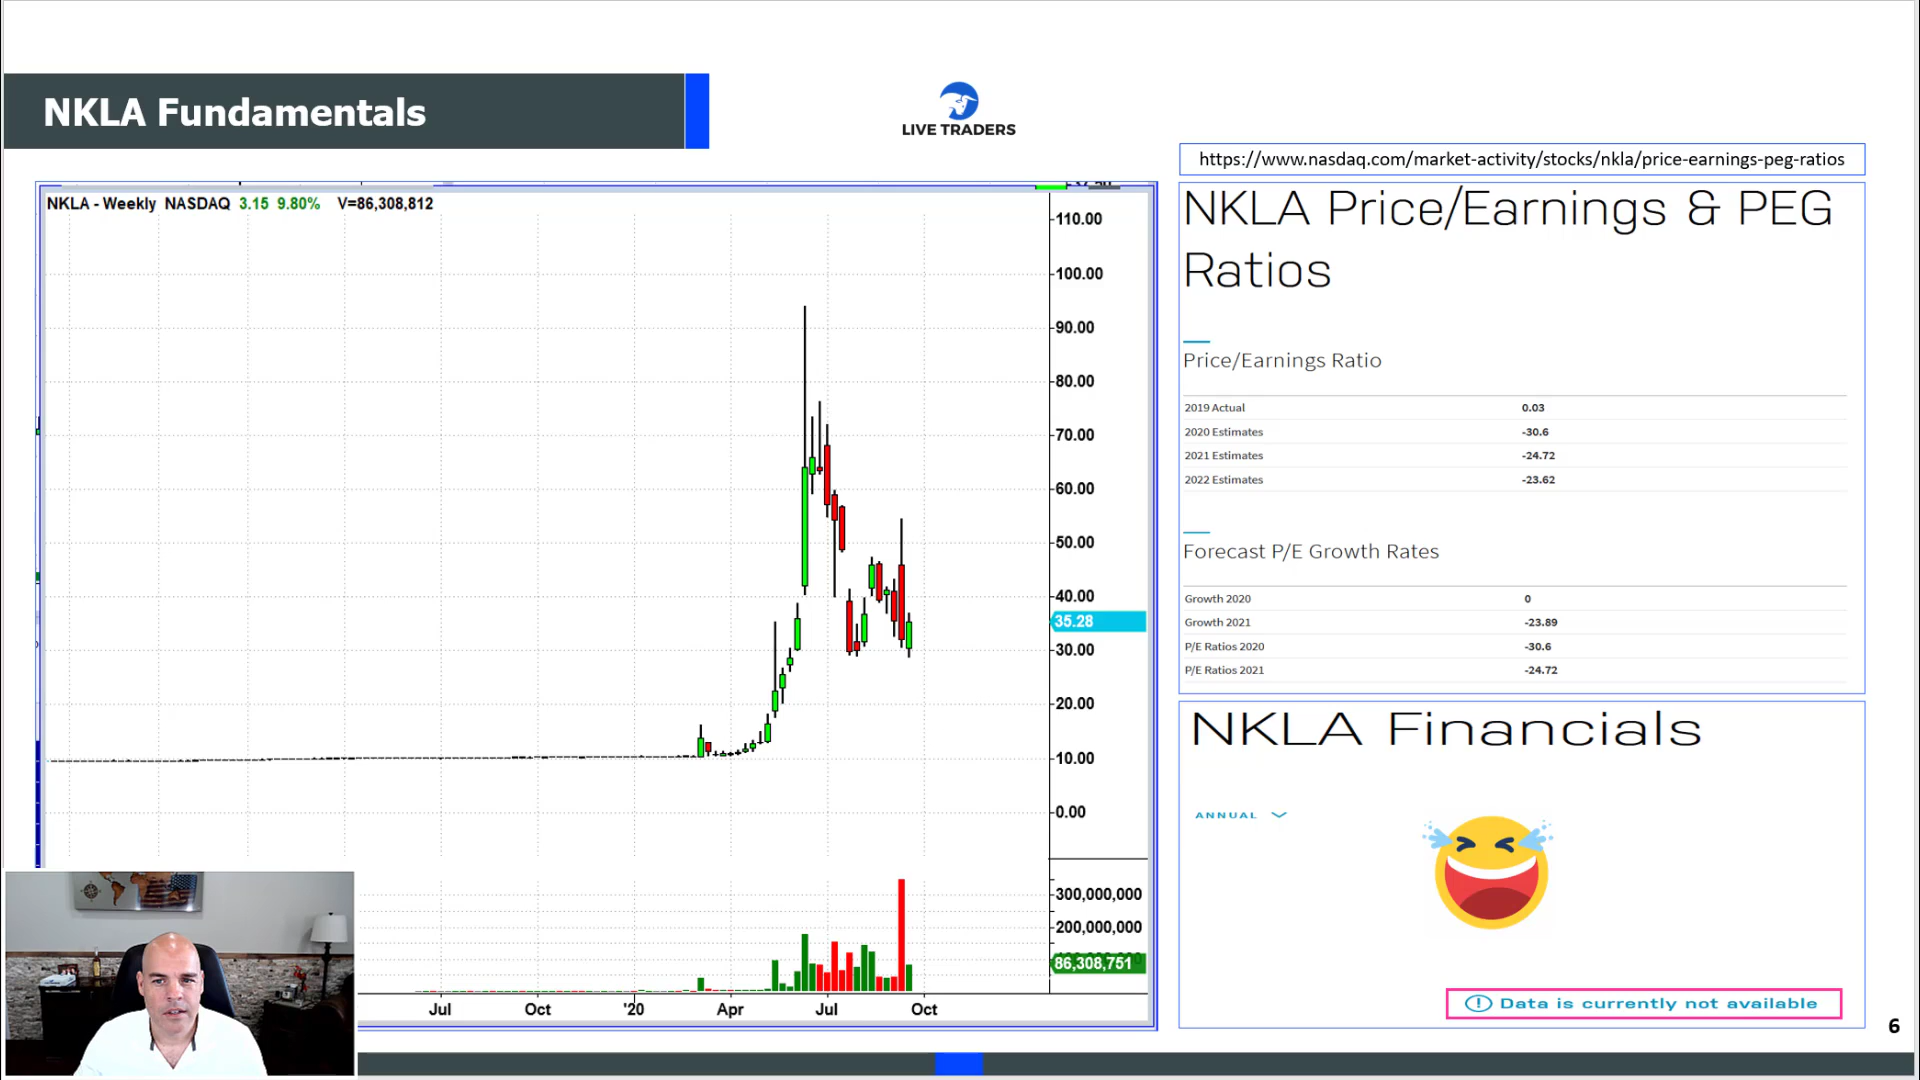 NKLA Fundamentals
LIVE TRADERS
https://www.nasdaq.com/market-activity/stocks/nkla/price-earnings-peg-ratios
NKLA - Weekly NASDAQ 3.15 9.80% V=86,308,812
110.00
100.00
90.00
80.00
70.00
60.00
50.00
40.00
35.28
30.00
20.00
10.00
0.00
300,000,000
200,000,000
86,308,751
Jul Oct '20 Apr Jul Oct
NKLA Price/Earnings & PEG
Ratios
Price/Earnings Ratio
2019 Actual 0.03
2020 Estimates -30.6
2021 Estimates -24.72
2022 Estimates -23.62
Forecast P/E Growth Rates
Growth 2020 0
Growth 2021 -23.89
P/E Ratios 2020 -30.6
P/E Ratios 2021 -24.72
NKLA Financials
ANNUAL
Data is currently not available
6